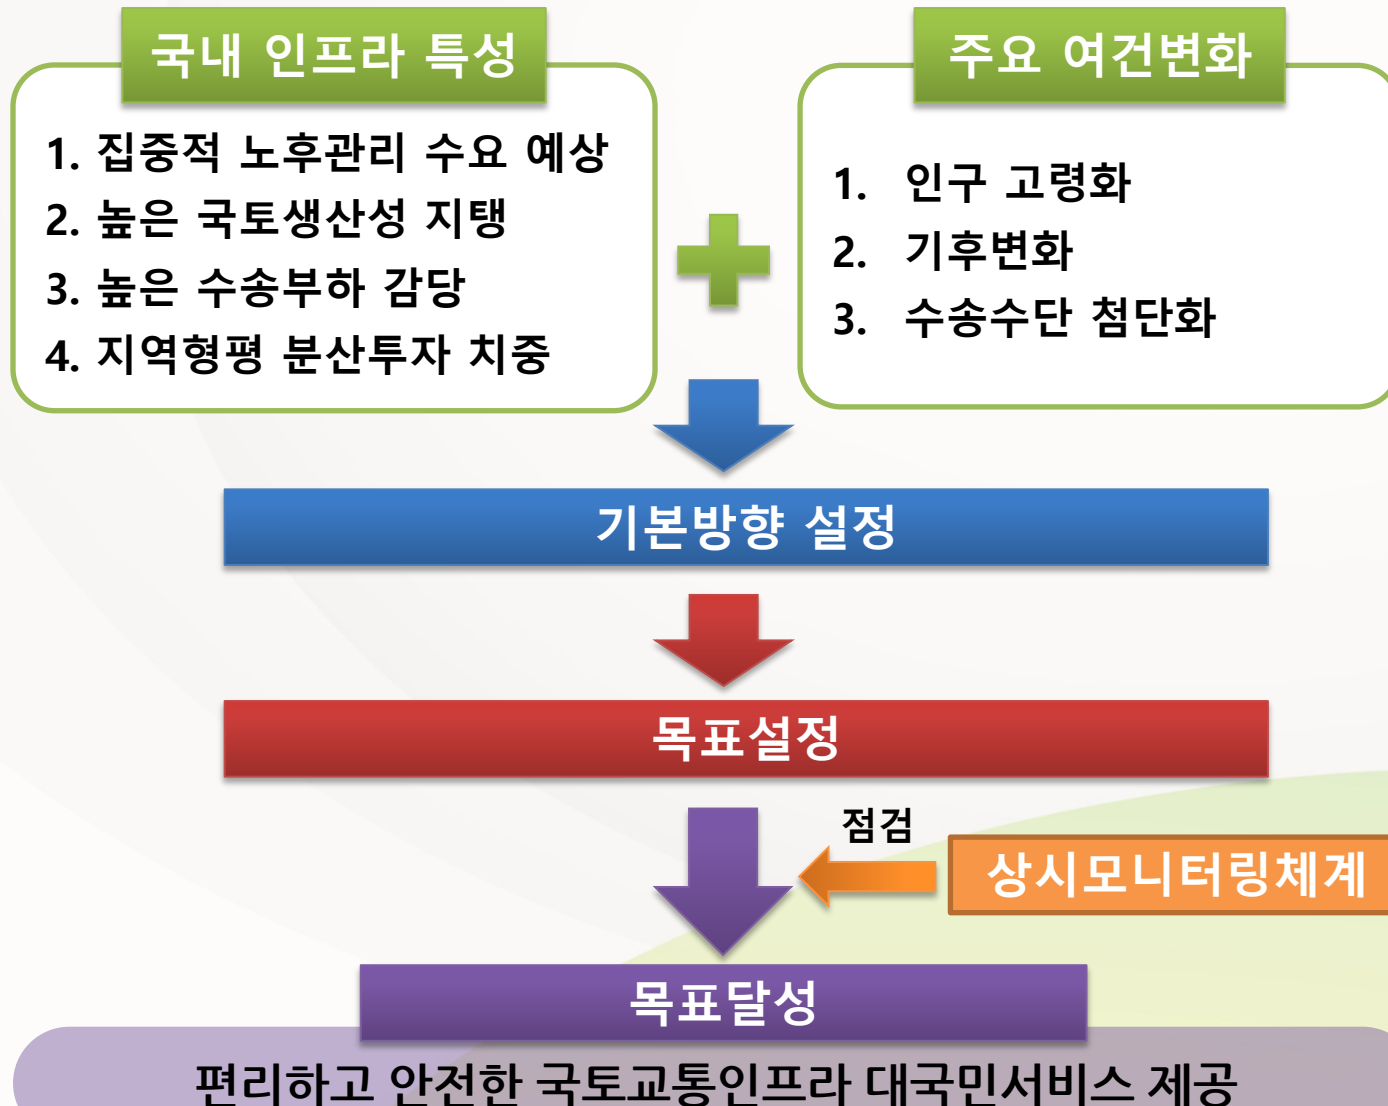 국내 인프라 특성
1. 집중적 노후관리 수요 예상
2. 높은 국토생산성 지탱
3. 높은 수송부하 감당
4. 지역형평 분산투자 치중
주요 여건변화
1. 인구 고령화
2. 기후변화
3. 수송수단 첨단화
기본방향 설정
목표설정
점검
상시모니터링체계
목표달성
편리하고 안전한 국토교통인프라 대국민서비스 제공